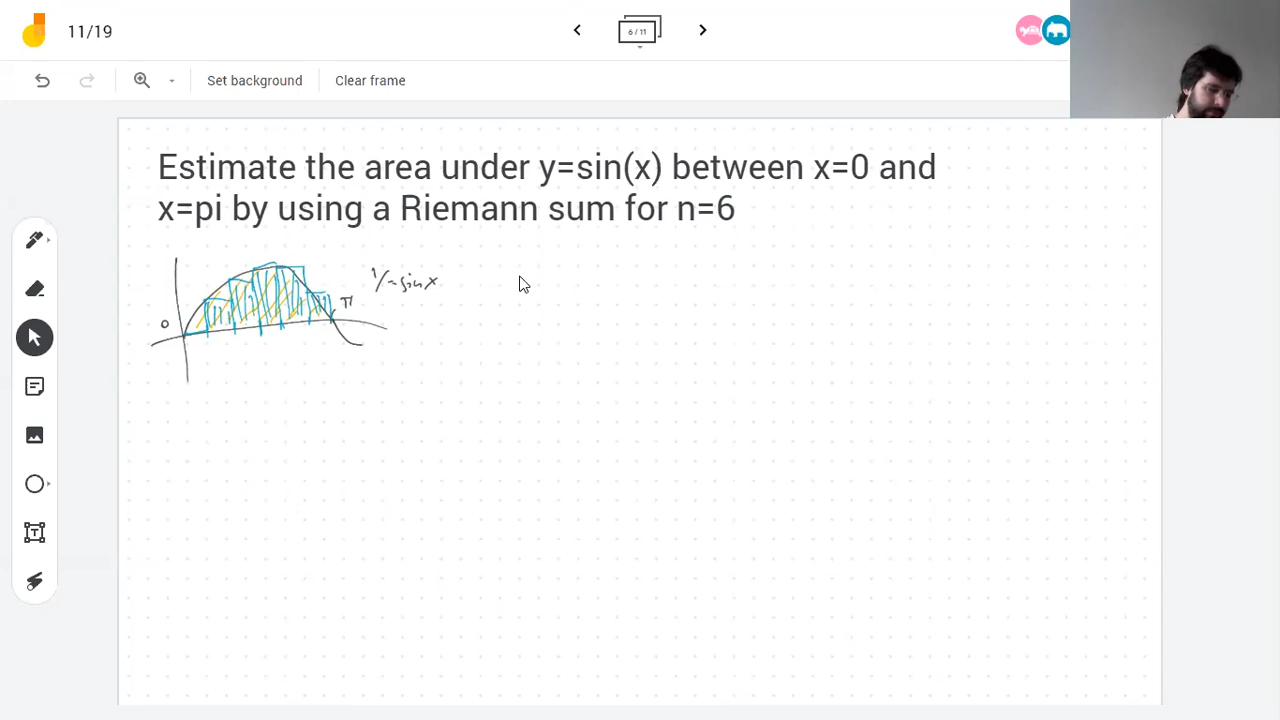 11/19
6 / 11
Set background
Clear frame
Estimate the area under y=sin(x) between x=0 and
x=pi by using a Riemann sum for n=6
y=sinx
0
π
T